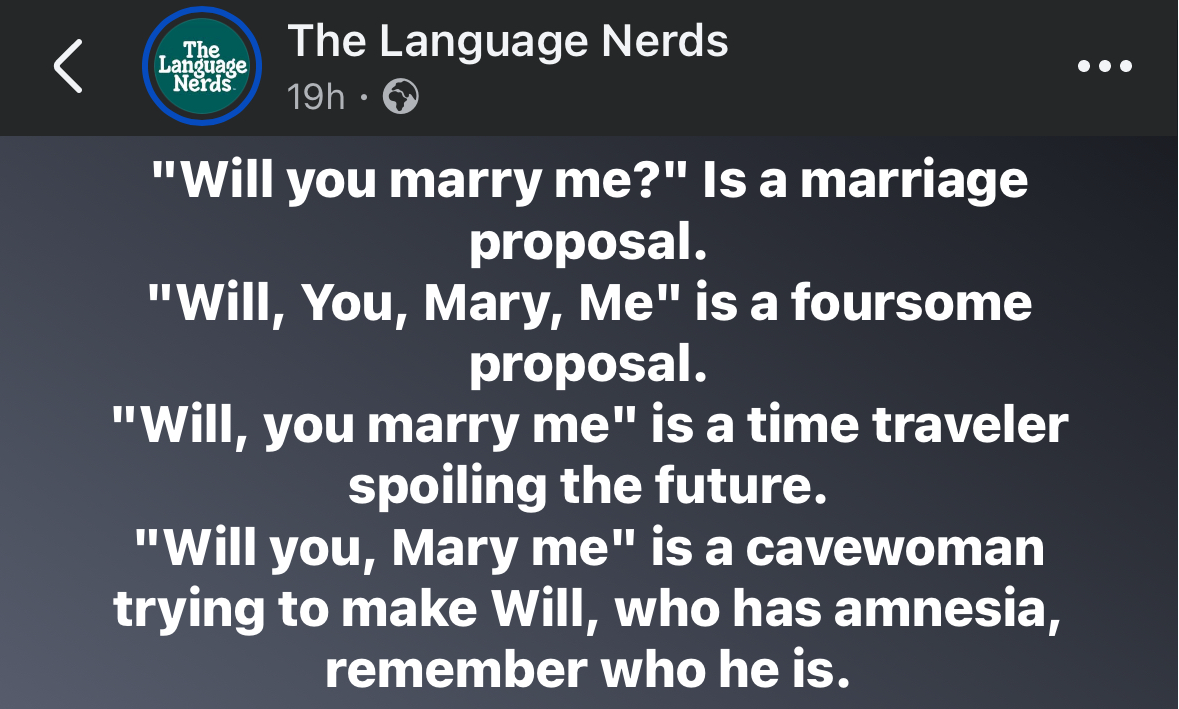 The
Language
Nerds
The Language Nerds
19h ·
"Will you marry me?" Is a marriage
proposal.
"Will, You, Mary, Me" is a foursome
proposal.
"Will, you marry me" is a time traveler
spoiling the future.
"Will you, Mary me" is a cavewoman
trying to make Will, who has amnesia,
remember who he is.